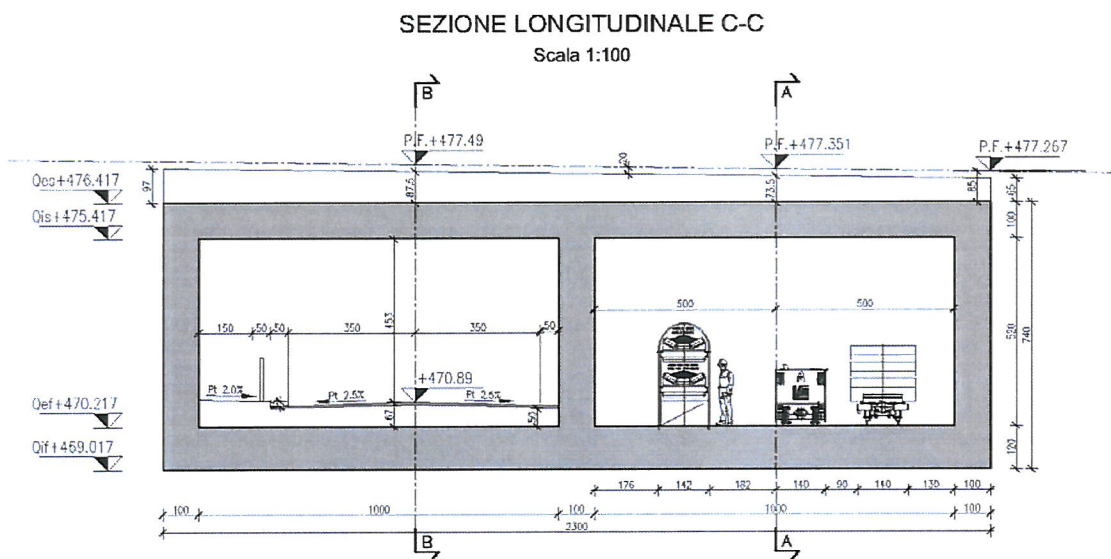 SEZIONE LONGITUDINALE C-C
Scala 1:100
B
A
P.F.+477.49
P.F.+477.351
P.F.+477.267
20
Qes+476.417
97
87.5
73.5
85
65
Qis+475.417
100
500
500
453
150
50
50
350
350
50
520
740
+470.89
Pt 2.0%
Pt 2.5%
Pt 2.5%
Qef+470.217
67
50
Qif+469.017
120
176
142
182
140
90
140
130
100
100
1000
100
1000
100
2300
B
A